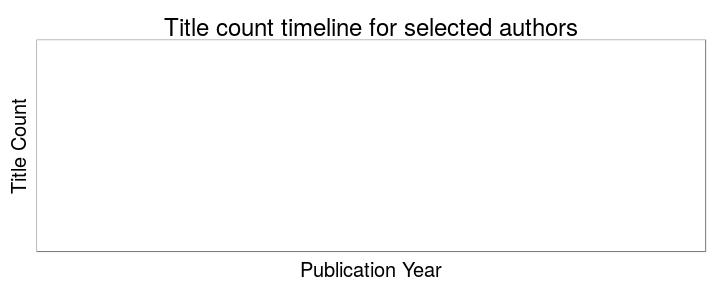 Title count timeline for selected authors
Title Count
Publication Year